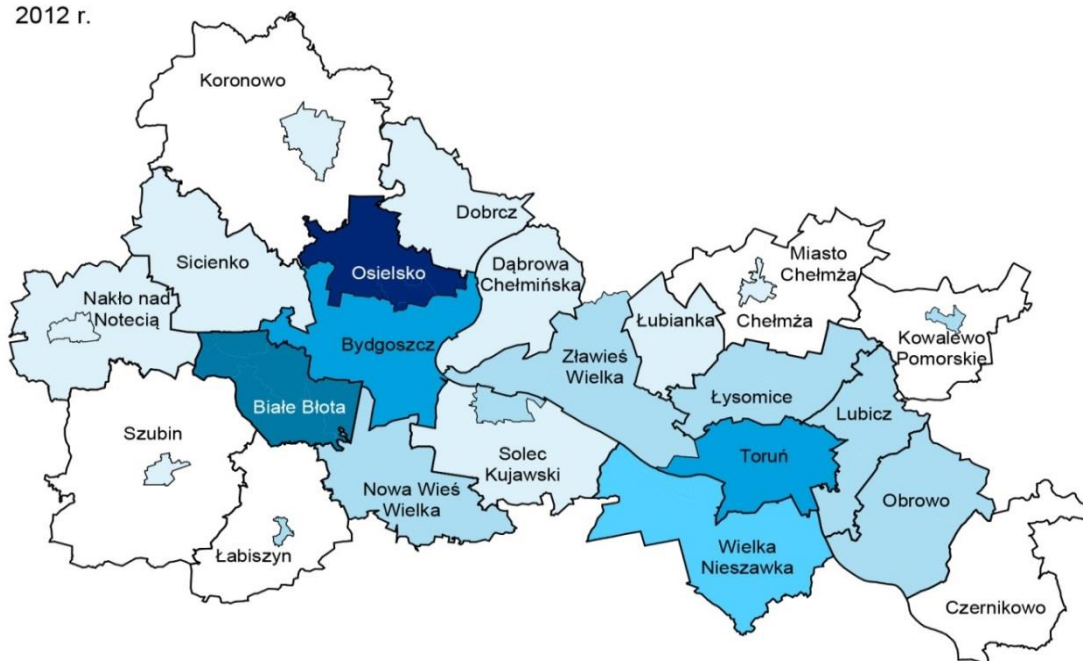 2012 r.
Koronowo
Dobrcz
Sicienko
Osielsko
Dąbrowa
Chełmińska
Miasto
Chełmża
Nakło nad
Notecią
Łubianka
Chełmża
Kowalewo
Pomorskie
Bydgoszcz
Zławieś
Wielka
Białe Błota
Łysomice
Lubicz
Szubin
Solec
Kujawski
Toruń
Nowa Wieś
Wielka
Obrowo
Łabiszyn
Wielka
Nieszawka
Czernikowo